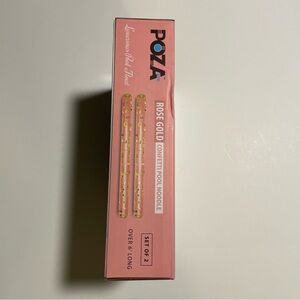 POZA
Luxurious Pool Float
ROSE GOLD
CONFETTI POOL NOODLE
SET OF 2
OVER 6' LONG